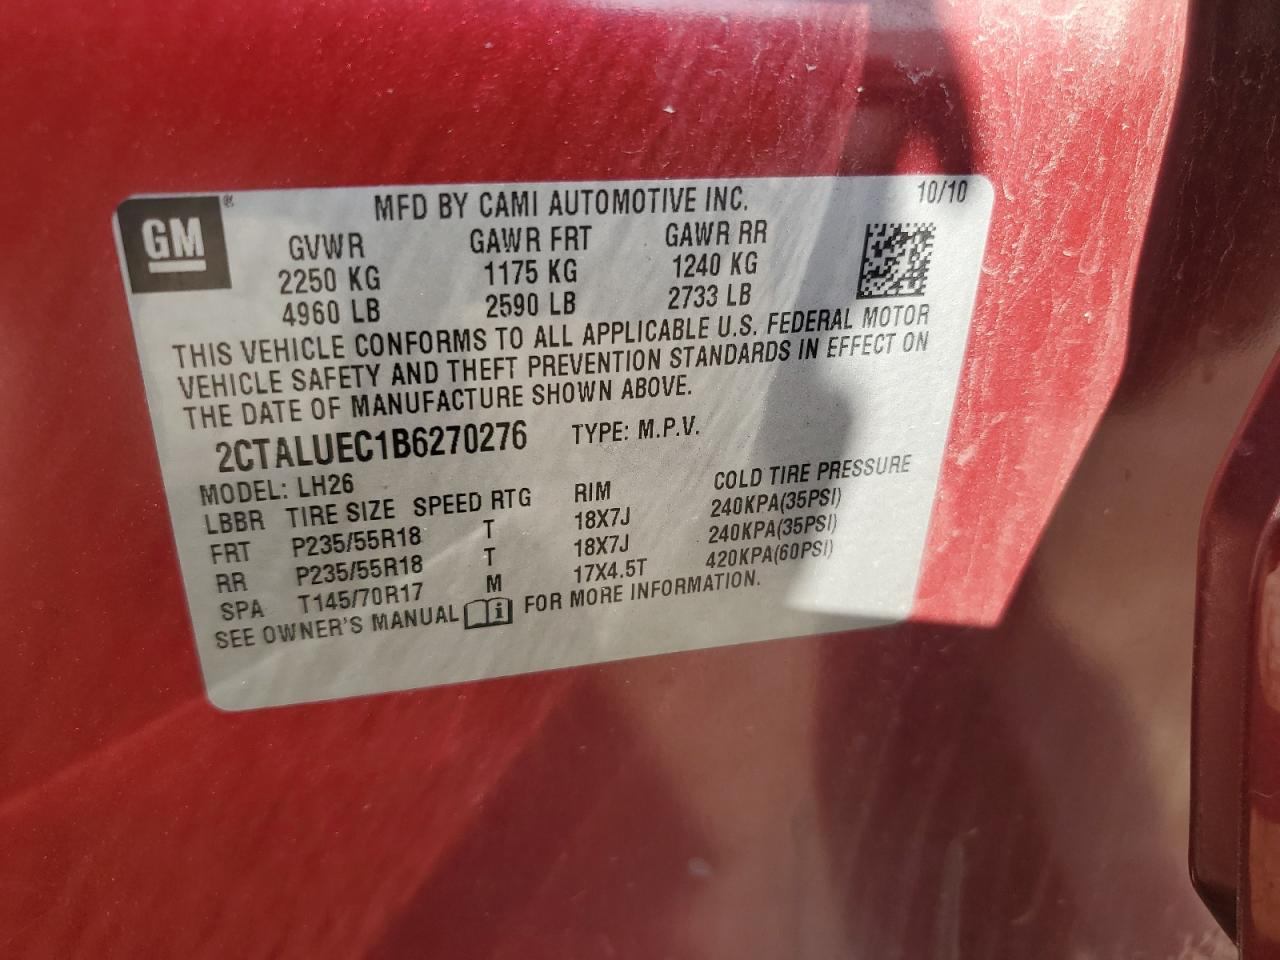 GM® MFD BY CAMI AUTOMOTIVE INC. 10/10
GVWR GAWR FRT GAWR RR
2250 KG 1175 KG 1240 KG
4960 LB 2590 LB 2733 LB
THIS VEHICLE CONFORMS TO ALL APPLICABLE U.S. FEDERAL MOTOR
VEHICLE SAFETY AND THEFT PREVENTION STANDARDS IN EFFECT ON
THE DATE OF MANUFACTURE SHOWN ABOVE.
2CTALUEC1B6270276 TYPE: M.P.V.
MODEL: LH26
LBBR TIRE SIZE SPEED RTG RIM COLD TIRE PRESSURE
FRT P235/55R18 T 18X7J 240KPA(35PSI)
RR P235/55R18 T 18X7J 240KPA(35PSI)
SPA T145/70R17 M 17X4.5T 420KPA(60PSI)
SEE OWNER'S MANUAL i FOR MORE INFORMATION.